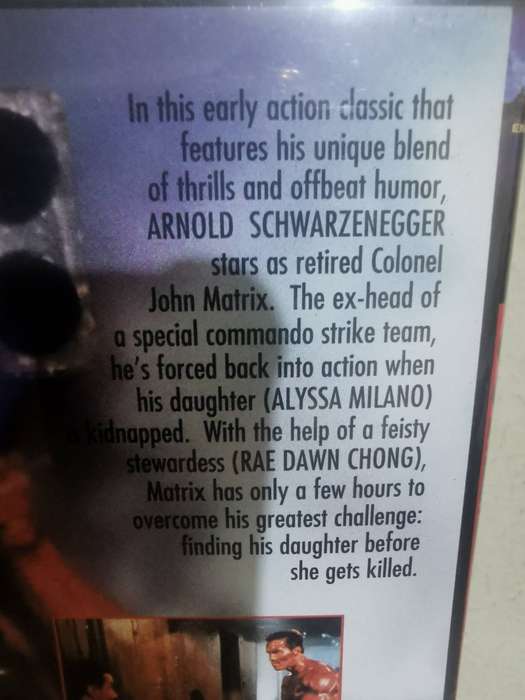 In this early action classic that
features his unique blend
of thrills and offbeat humor,
ARNOLD SCHWARZENEGGER
stars as retired Colonel
John Matrix. The ex-head of
a special commando strike team,
he's forced back into action when
his daughter (ALYSSA MILANO)
kidnapped. With the help of a feisty
stewardess (RAE DAWN CHONG),
Matrix has only a few hours to
overcome his greatest challenge:
finding his daughter before
she gets killed.